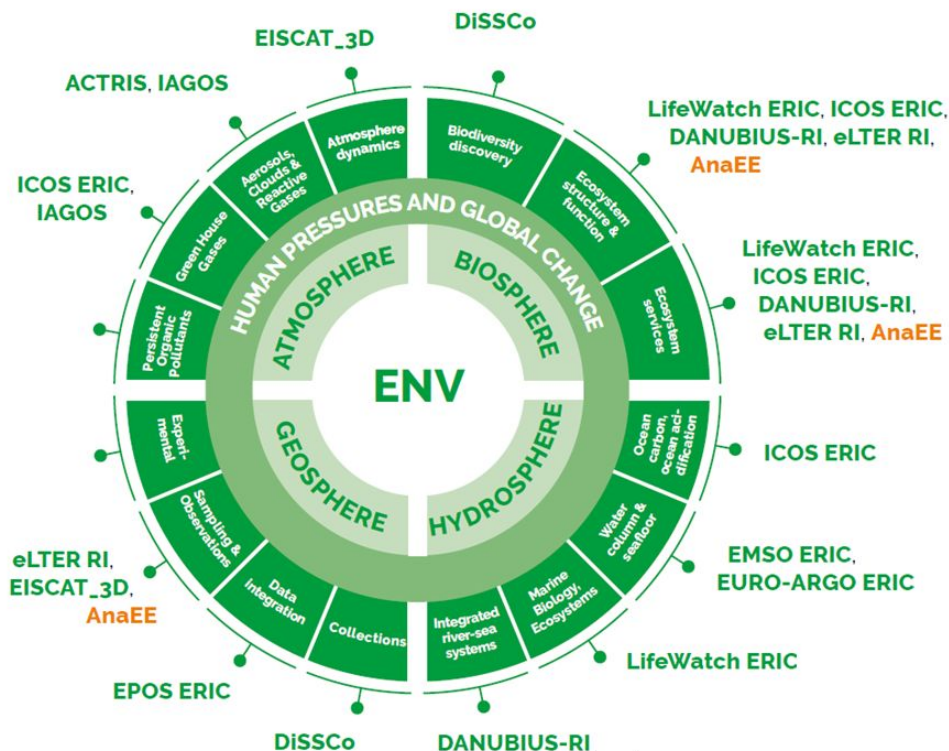 DiSSCo
EISCAT_3D
ACTRIS, IAGOS
LifeWatch ERIC, ICOS ERIC,
DANUBIUS-RI, eLTER RI,
AnaEE
ICOS ERIC,
IAGOS
LifeWatch ERIC,
ICOS ERIC,
DANUBIUS-RI,
eLTER RI, AnaEE
ICOS ERIC
EMSO ERIC,
EURO-ARGO ERIC
LifeWatch ERIC
DANUBIUS-RI
DiSSCo
EPOS ERIC
eLTER RI,
EISCAT_3D,
AnaEE
Persistent
Organic
Pollutants
Green House
Gases
Aerosols,
Clouds &
Reactive
Gases
Atmosphere
dynamics
Biodiversity
discovery
Ecosystem
structure &
function
Ecosystem
services
Ocean
carbon,
ocean aci-
dification
Water
column &
seafloor
Marine
Biology,
Ecosystems
Integrated
river-sea
systems
Collections
Data
integration
Sampling &
Observations
Experi-
mental
HUMAN PRESSURES AND GLOBAL CHANGE
ATMOSPHERE
BIOSPHERE
ENV
GEOSPHERE
HYDROSPHERE